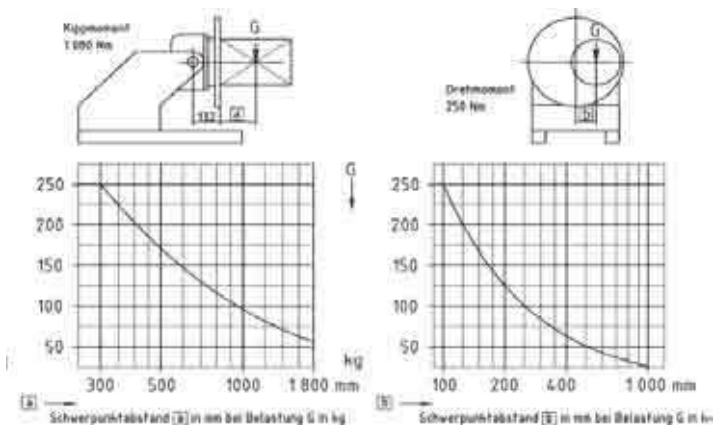 Kippmoment
1 080 Nm
G
132
a
G
Drehmoment
250 Nm
b
250
200
150
100
50
G
kg
300 500 1000 1 800 mm
a
Schwerpunktabstand a in mm bei Belastung G in kg
250
200
150
100
50
100 200 400 1 000 mm
b
Schwerpunktabstand b in mm bei Belastung G in